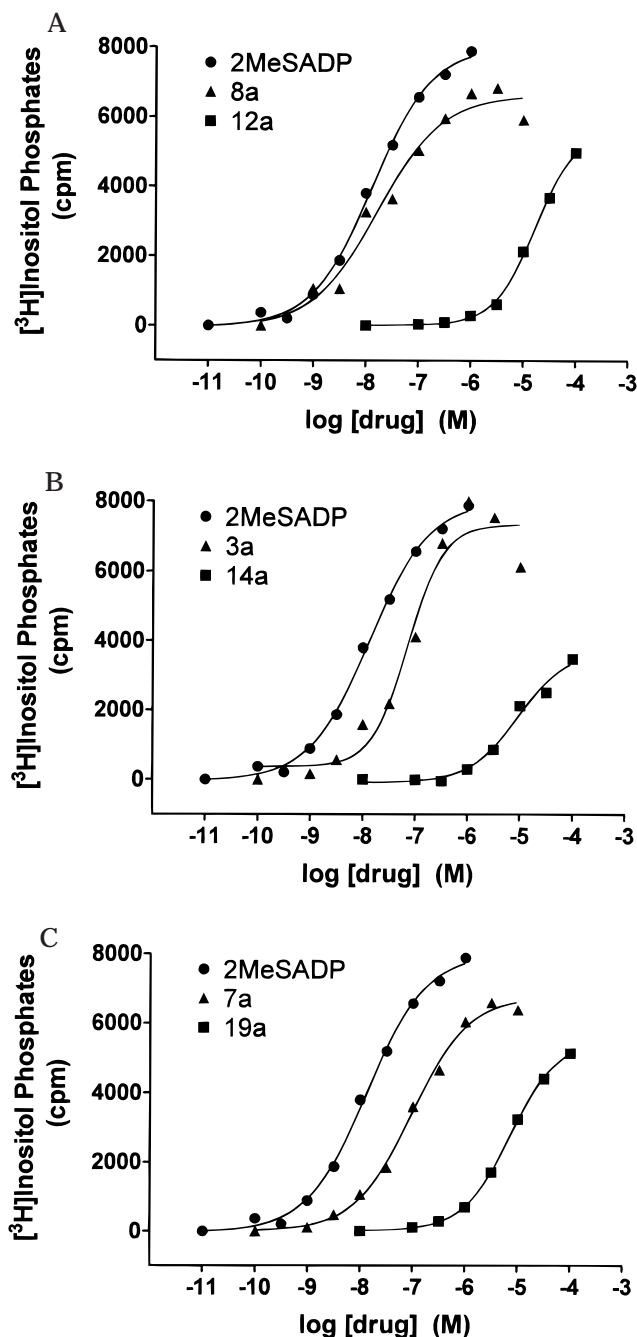 A
8000
6000
4000
2000
0
[³H]Inositol Phosphates
(cpm)
2MeSADP
8a
12a
-11 -10 -9 -8 -7 -6 -5 -4 -3
log [drug] (M)
B
8000
6000
4000
2000
0
[³H]Inositol Phosphates
(cpm)
2MeSADP
3a
14a
-11 -10 -9 -8 -7 -6 -5 -4 -3
log [drug] (M)
C
8000
6000
4000
2000
0
[³H]Inositol Phosphates
(cpm)
2MeSADP
7a
19a
-11 -10 -9 -8 -7 -6 -5 -4 -3
log [drug] (M)